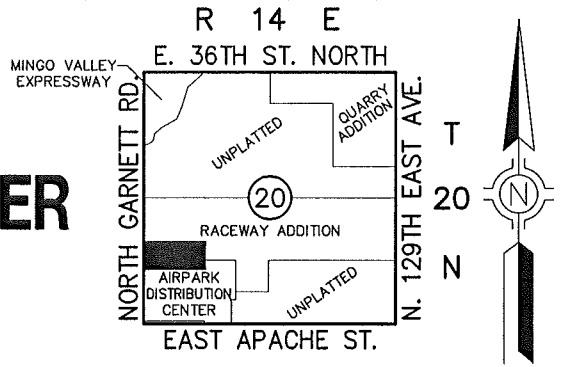 R 14 E
E. 36TH ST. NORTH
MINGO VALLEY
EXPRESSWAY
QUARRY
ADDITION
UNPLATTED
NORTH GARNETT RD.
N. 129TH EAST AVE.
T
20
N
ER
20
RACEWAY ADDITION
AIRPARK
DISTRIBUTION
CENTER
UNPLATTED
EAST APACHE ST.
N